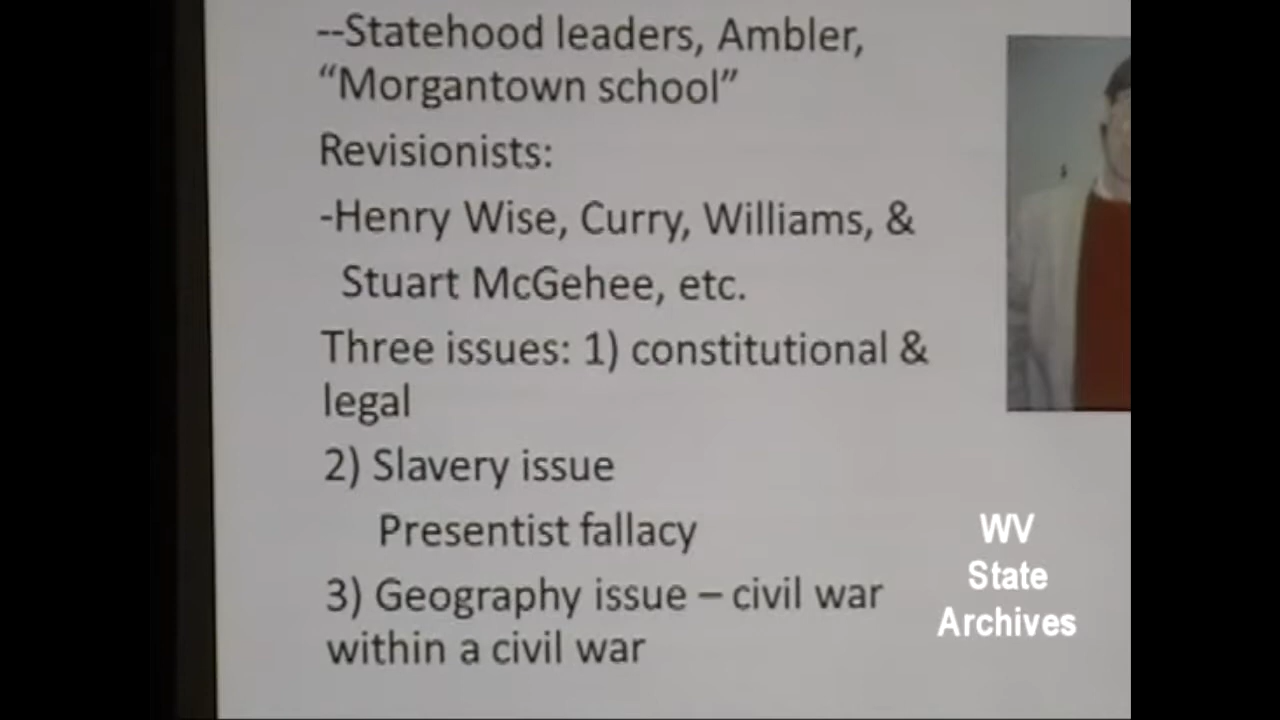 --Statehood leaders, Ambler,
“Morgantown school”
Revisionists:
-Henry Wise, Curry, Williams, &
Stuart McGehee, etc.
Three issues: 1) constitutional &
legal
2) Slavery issue
Presentist fallacy
3) Geography issue – civil war
within a civil war
WV
State
Archives